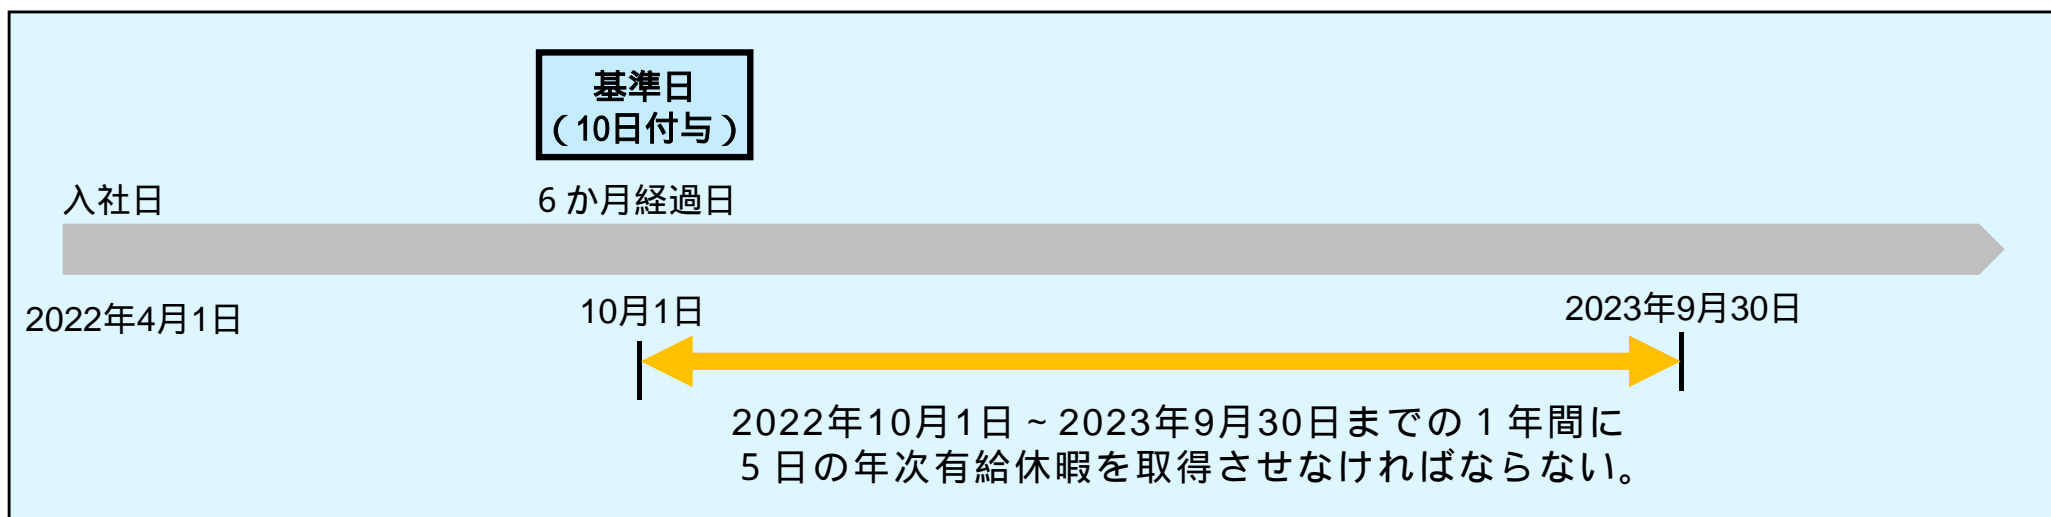 基準日
（10日付与）
入社日
６か月経過日
2022年4月1日
10月1日
2023年9月30日
2022年10月1日～2023年9月30日までの１年間に
５日の年次有給休暇を取得させなければならない。